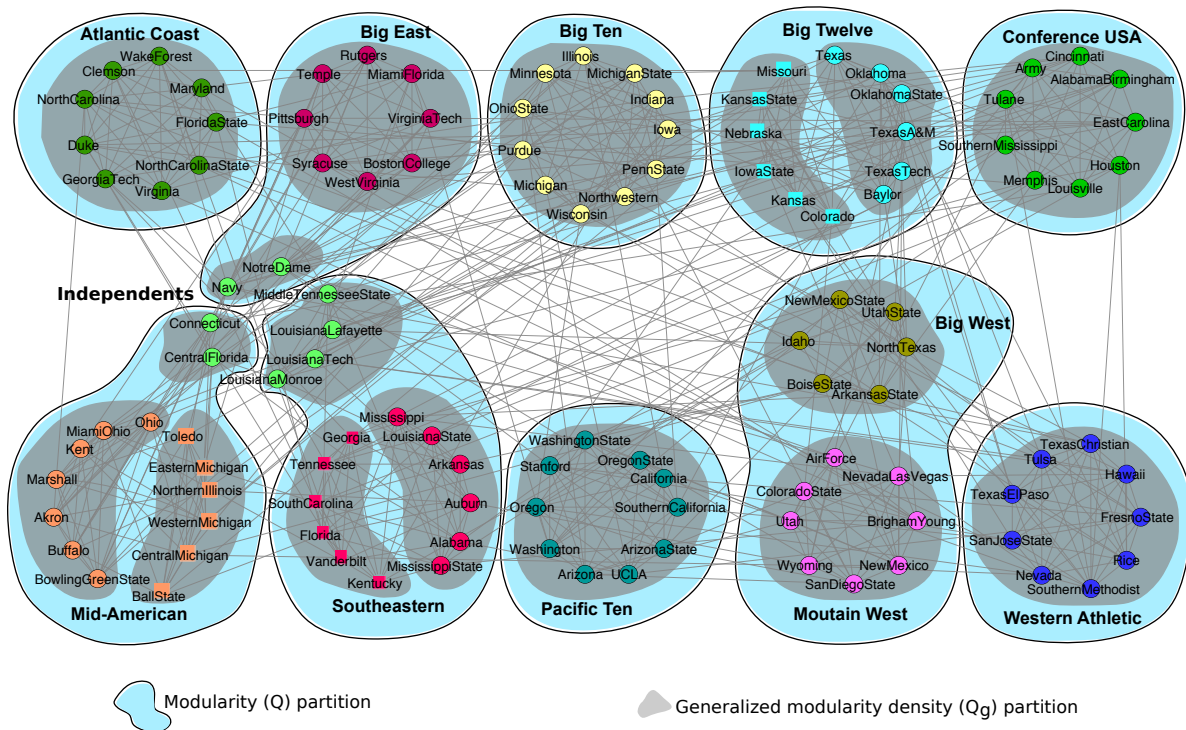 Atlantic Coast
WakeForest
Clemson
Maryland
NorthCarolina
FloridaState
Duke
NorthCarolinaState
GeorgiaTech
Virginia
Big East
Rutgers
Temple
MiamiFlorida
Pittsburgh
VirginiaTech
Syracuse
BostonCollege
WestVirginia
Big Ten
Illinois
Minnesota
MichiganState
OhioState
Indiana
Iowa
Purdue
PennState
Michigan
Northwestern
Wisconsin
Big Twelve
Texas
Missouri
Oklahoma
KansasState
OklahomaState
Nebraska
TexasA&M
IowaState
TexasTech
Kansas
Baylor
Colorado
Conference USA
Cincinnati
Army
AlabamaBirmingham
Tulane
EastCarolina
SouthernMississippi
Houston
Memphis
Louisville
NotreDame
Navy
Independents
MiddleTennesseeState
Connecticut
LouisianaLafayette
CentralFlorida
LouisianaTech
LouisianaMonroe
NewMexicoState
UtahState
Big West
Idaho
NorthTexas
BoiseState
ArkansasState
Ohio
MiamiOhio
Toledo
Kent
Marshall
EasternMichigan
NorthernIllinois
Akron
WesternMichigan
Buffalo
CentralMichigan
BowlingGreenState
BallState
Mid-American
Mississippi
Georgia
LouisianaState
Tennessee
Arkansas
SouthCarolina
Auburn
Florida
Alabama
Vanderbilt
MississippiState
Kentucky
Southeastern
WashingtonState
Stanford
OregonState
California
Oregon
SouthernCalifornia
Washington
ArizonaState
Arizona
UCLA
Pacific Ten
AirForce
NevadaLasVegas
ColoradoState
Utah
BrighamYoung
Wyoming
NewMexico
SanDiegoState
Moutain West
TexasChristian
Tulsa
Hawaii
TexasElPaso
FresnoState
SanJoseState
Rice
Nevada
SouthernMethodist
Western Athletic
Modularity (Q) partition
Generalized modularity density (Qg) partition